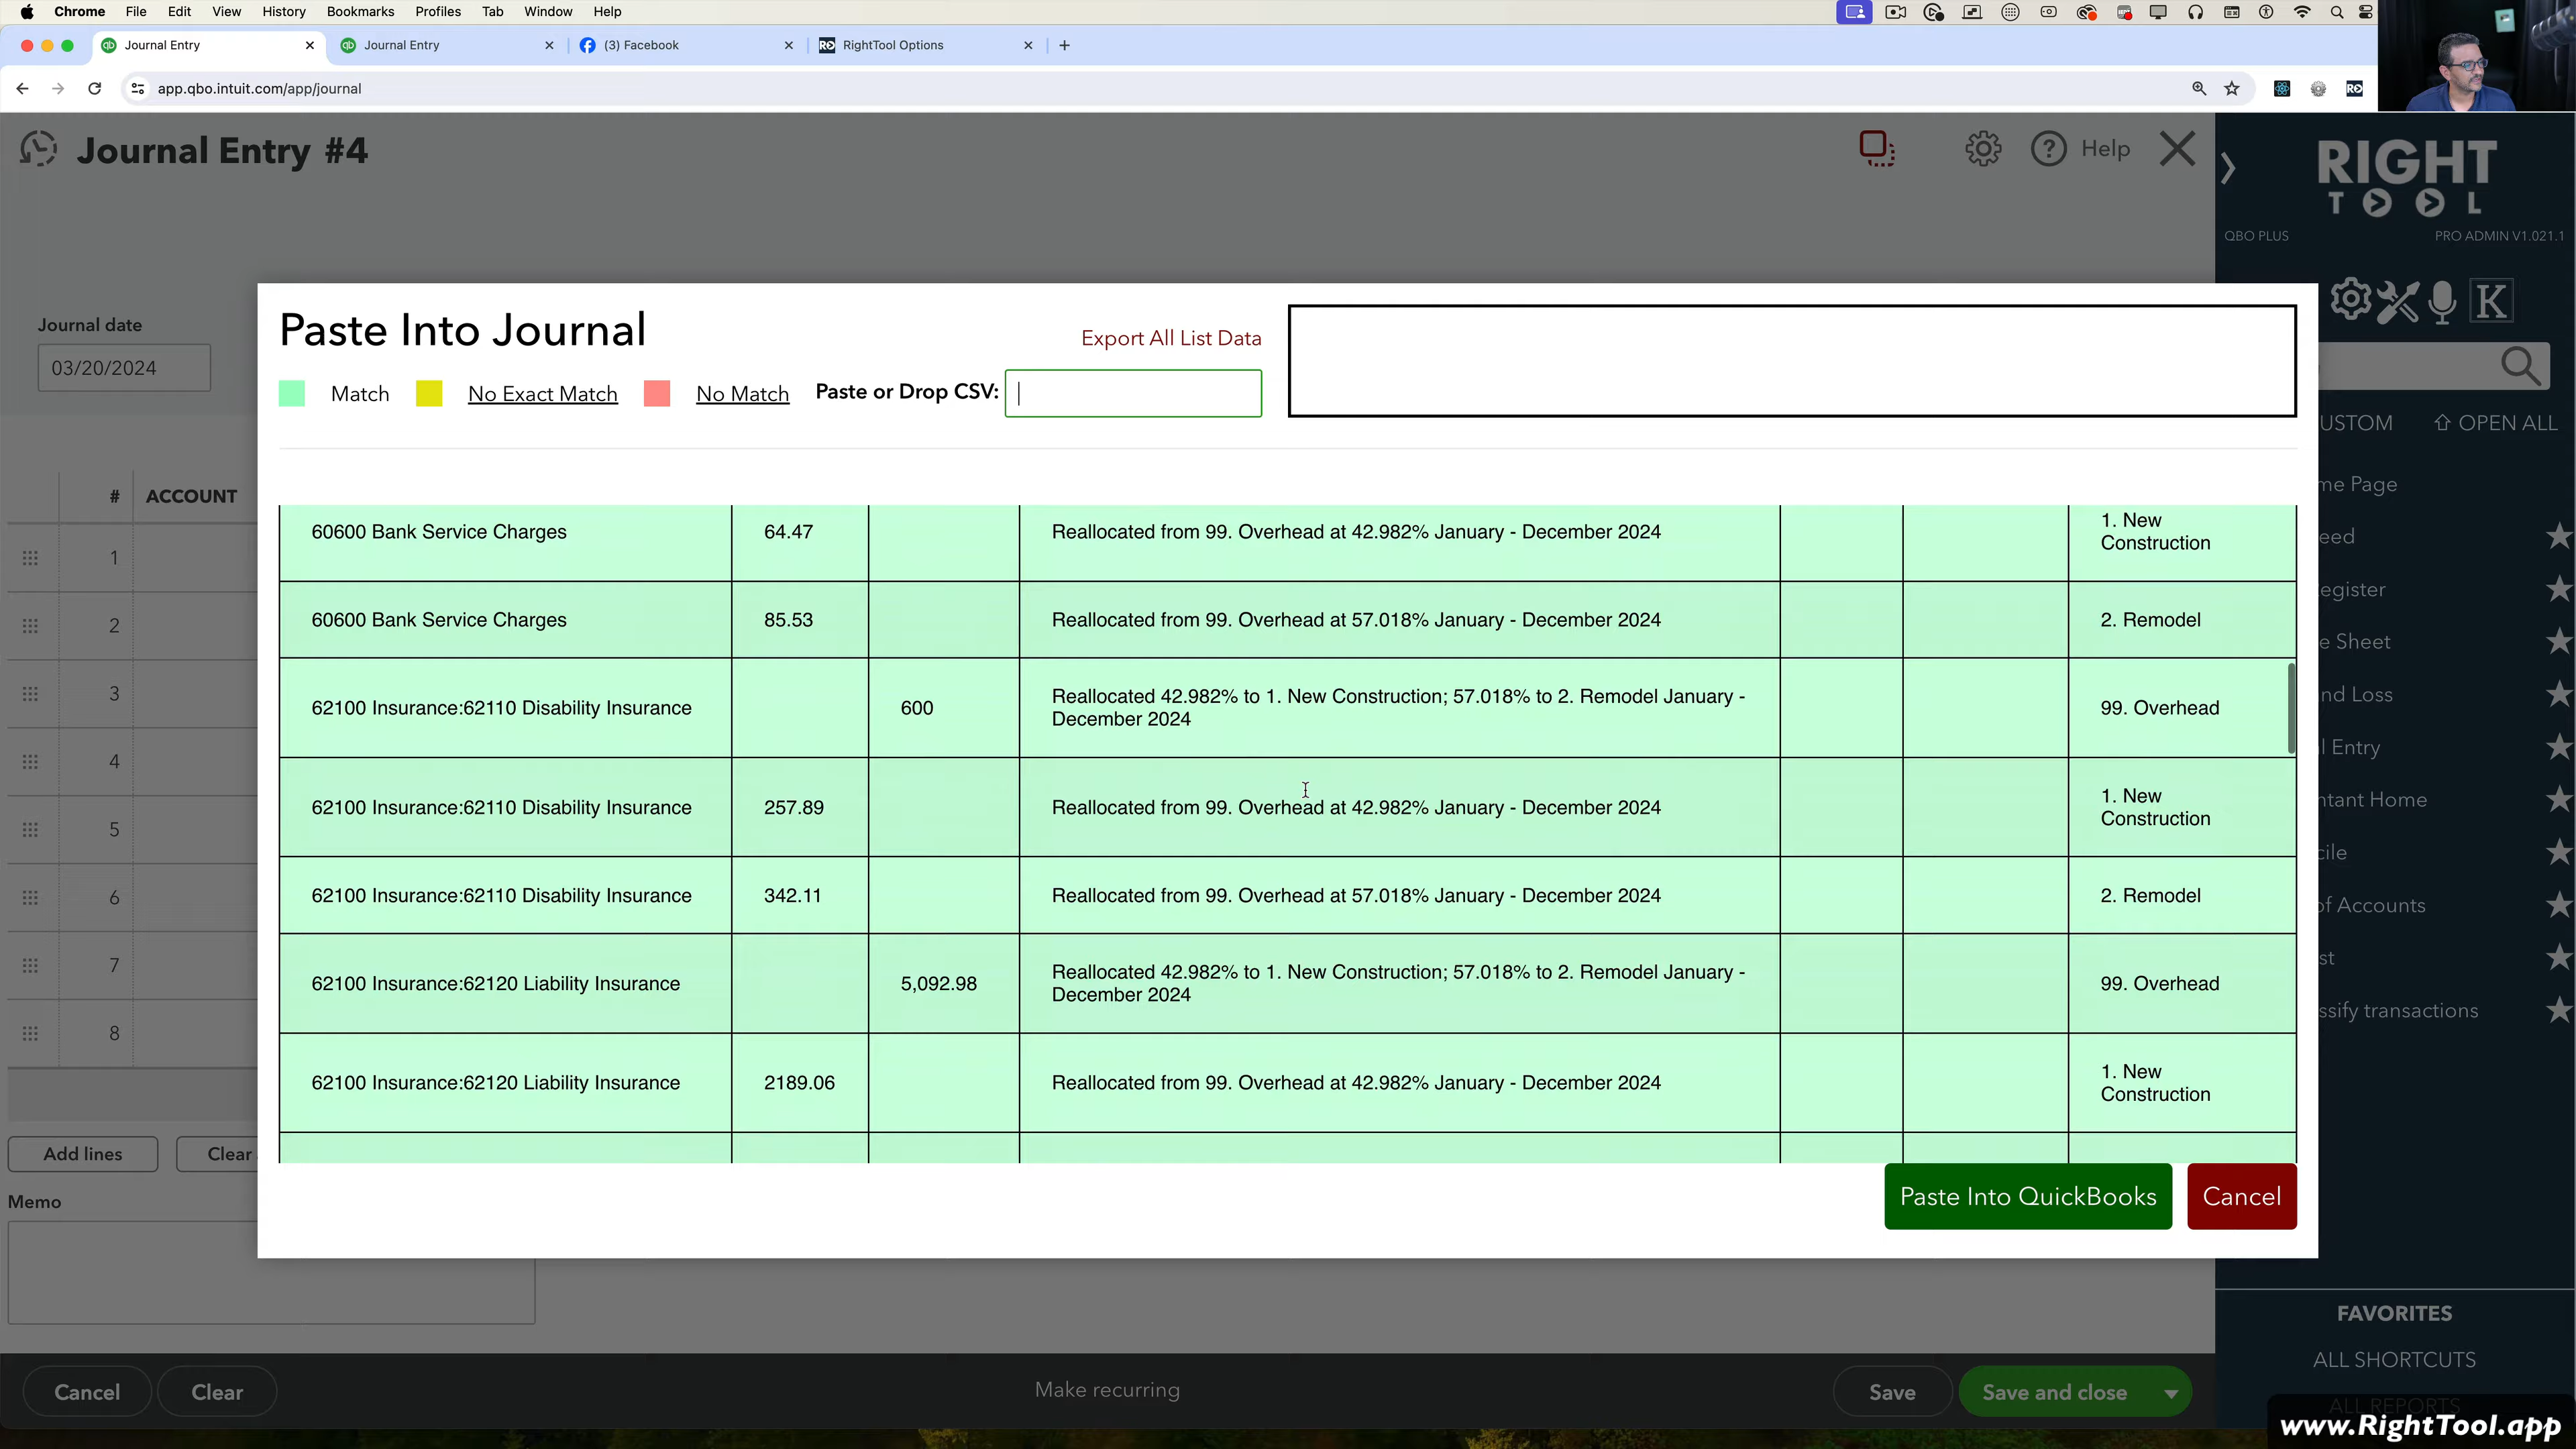 Chrome File Edit View History Bookmarks Profiles Tab Window Help
Journal Entry
Journal Entry
(3) Facebook
RightTool Options
app.qbo.intuit.com/app/journal
Journal Entry #4
Help
RIGHT
TOOL
QBO PLUS
PRO ADMIN V1.021.1
K
Journal date
03/20/2024
Paste Into Journal
Export All List Data
Match
No Exact Match
No Match
Paste or Drop CSV:
USTOM
OPEN ALL
# ACCOUNT
1
2
3
4
5
6
7
8
60600 Bank Service Charges 64.47 Reallocated from 99. Overhead at 42.982% January - December 2024 1. New
Construction
60600 Bank Service Charges 85.53 Reallocated from 99. Overhead at 57.018% January - December 2024 2. Remodel
62100 Insurance:62110 Disability Insurance 600 Reallocated 42.982% to 1. New Construction; 57.018% to 2. Remodel January -
December 2024 99. Overhead
62100 Insurance:62110 Disability Insurance 257.89 Reallocated from 99. Overhead at 42.982% January - December 2024 1. New
Construction
62100 Insurance:62110 Disability Insurance 342.11 Reallocated from 99. Overhead at 57.018% January - December 2024 2. Remodel
62100 Insurance:62120 Liability Insurance 5,092.98 Reallocated 42.982% to 1. New Construction; 57.018% to 2. Remodel January -
December 2024 99. Overhead
62100 Insurance:62120 Liability Insurance 2189.06 Reallocated from 99. Overhead at 42.982% January - December 2024 1. New
Construction
me Page
eed
egister
e Sheet
nd Loss
l Entry
ntant Home
cile
of Accounts
st
ssify transactions
Paste Into QuickBooks
Cancel
Add lines
Clear
Memo
FAVORITES
ALL SHORTCUTS
ALL REPORTS
Cancel
Clear
Make recurring
Save
Save and close
www.RightTool.app